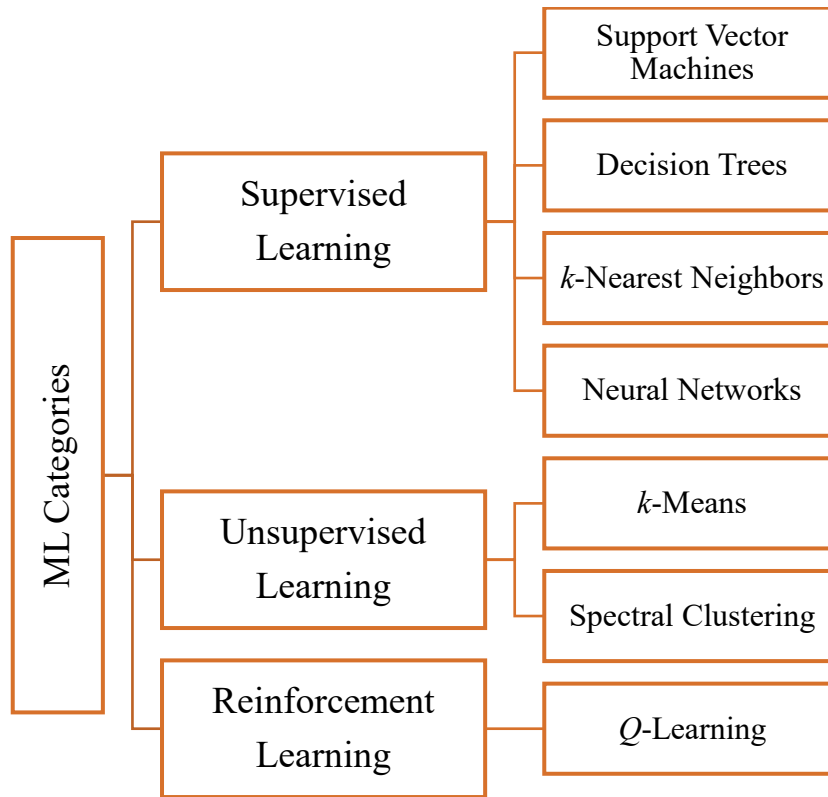 ML Categories
Supervised
Learning
Support Vector
Machines
Decision Trees
k-Nearest Neighbors
Neural Networks
Unsupervised
Learning
k-Means
Spectral Clustering
Reinforcement
Learning
Q-Learning